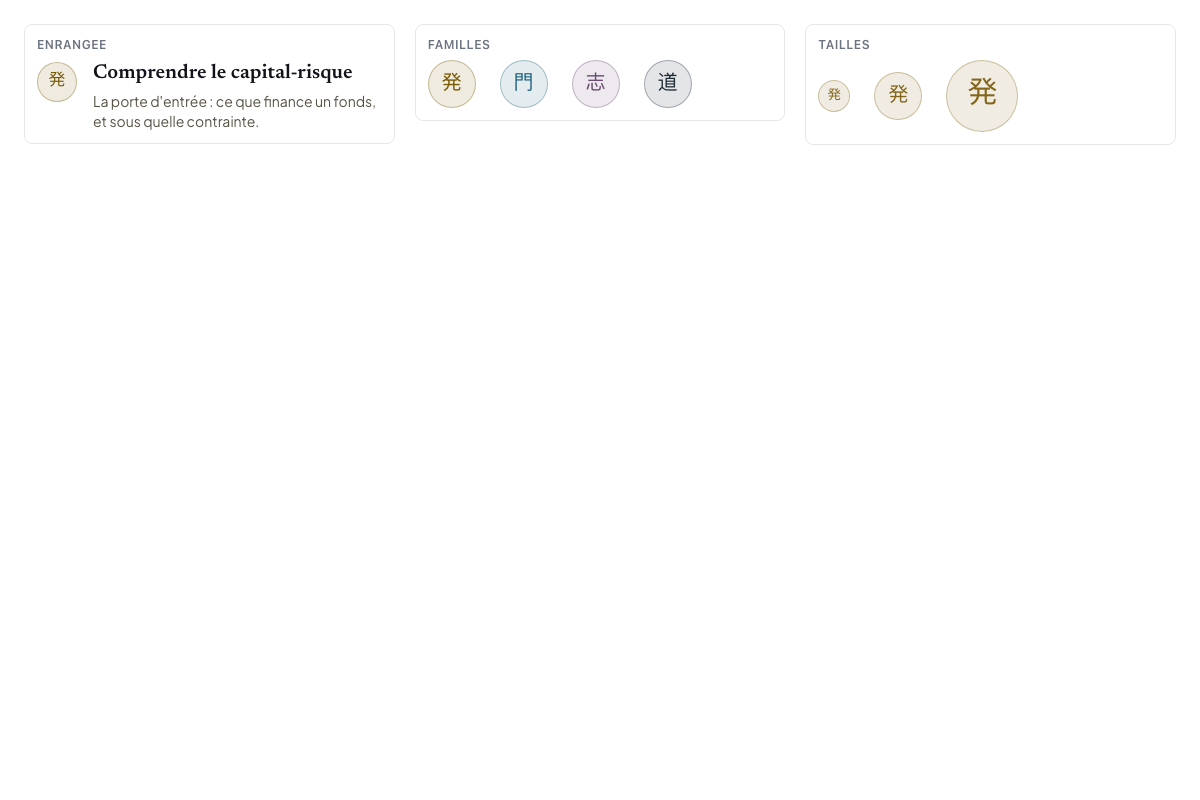 ENRANGEE
発
Comprendre le capital-risque
La porte d'entrée : ce que finance un fonds,
et sous quelle contrainte.
FAMILLES
発 門 志 道
TAILLES
発 発 発